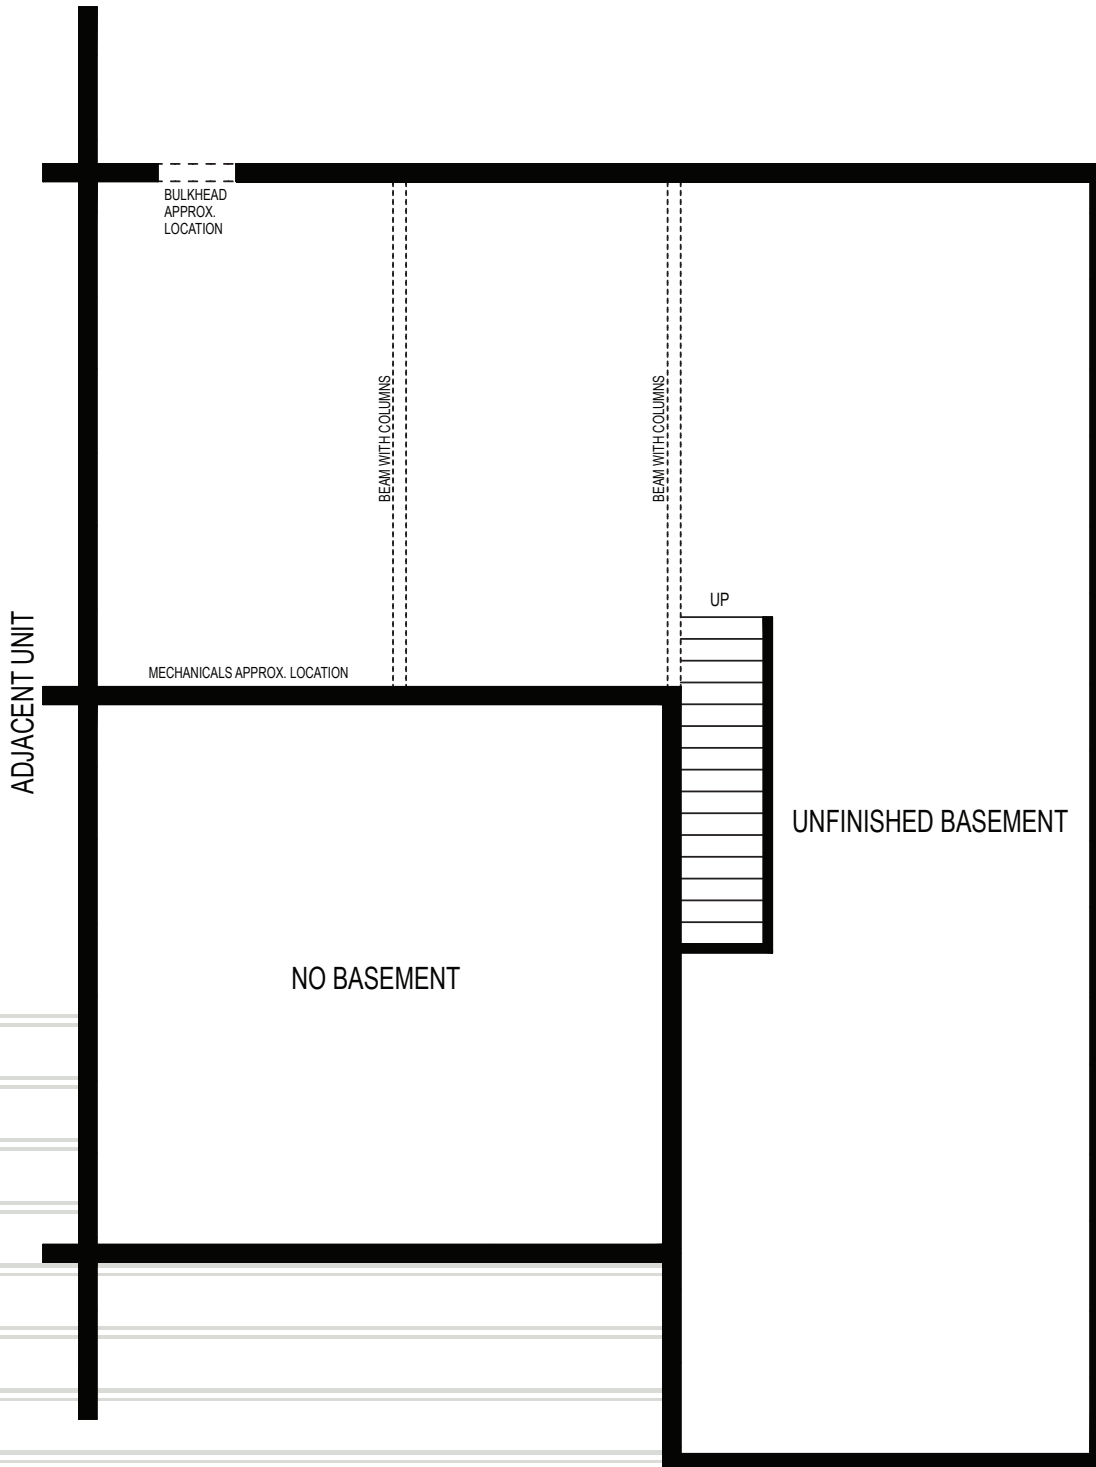 BULKHEAD
APPROX.
LOCATION
BEAM WITH COLUMNS
BEAM WITH COLUMNS
UP
ADJACENT UNIT
MECHANICALS APPROX. LOCATION
UNFINISHED BASEMENT
NO BASEMENT